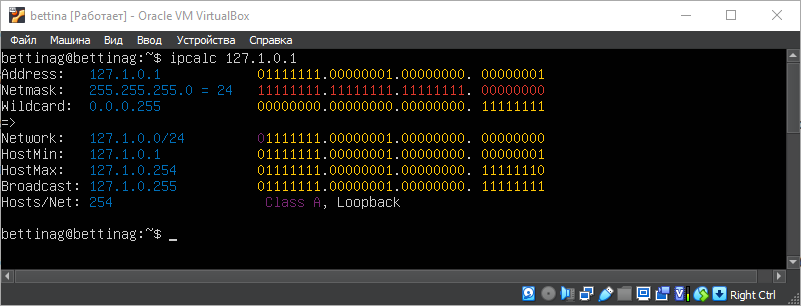 bettina [Работает] - Oracle VM VirtualBox
Файл Машина Вид Ввод Устройства Справка
bettinag@bettinag:~$ ipcalc 127.1.0.1
Address: 127.1.0.1 01111111.00000001.00000000. 00000001
Netmask: 255.255.255.0 = 24 11111111.11111111.11111111. 00000000
Wildcard: 0.0.0.255 00000000.00000000.00000000. 11111111
=>
Network: 127.1.0.0/24 01111111.00000001.00000000. 00000000
HostMin: 127.1.0.1 01111111.00000001.00000000. 00000001
HostMax: 127.1.0.254 01111111.00000001.00000000. 11111110
Broadcast: 127.1.0.255 01111111.00000001.00000000. 11111111
Hosts/Net: 254 Class A, Loopback
bettinag@bettinag:~$ _
Right Ctrl